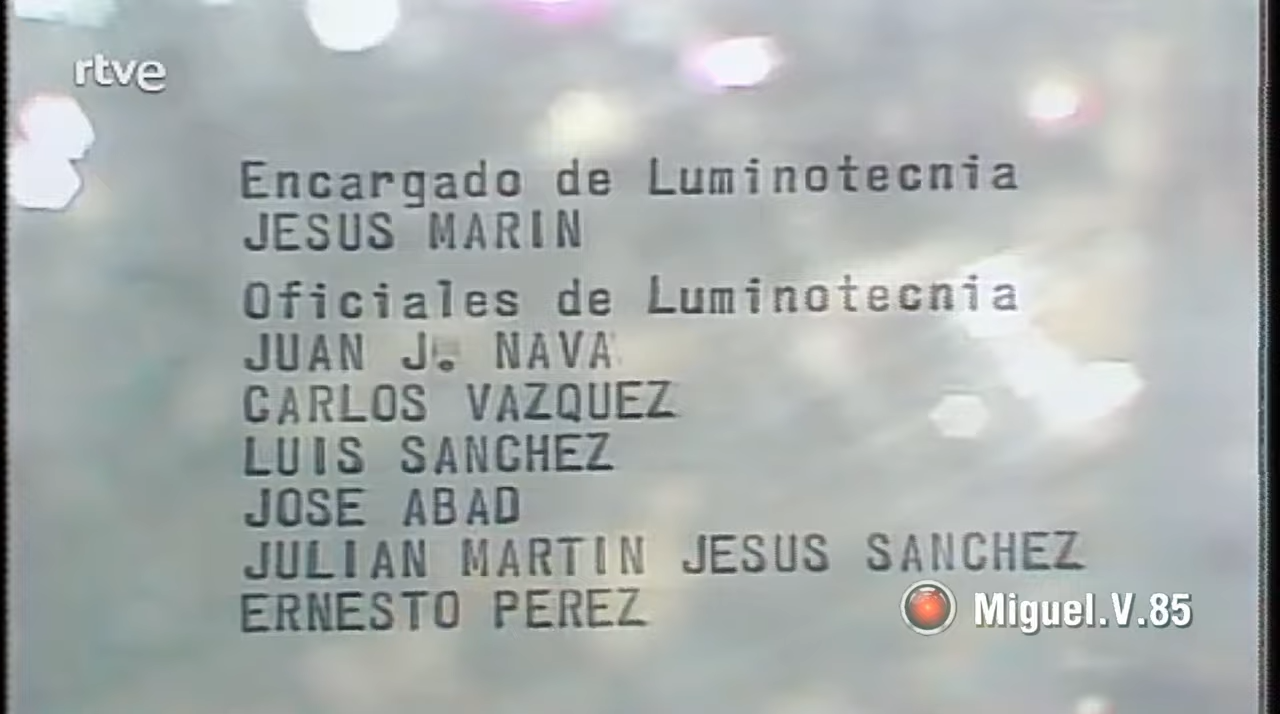 rtve
Encargado de Luminotecnia
JESUS MARIN
Oficiales de Luminotecnia
JUAN J. NAVA
CARLOS VAZQUEZ
LUIS SANCHEZ
JOSE ABAD
JULIAN MARTIN JESUS SANCHEZ
ERNESTO PEREZ
Miguel.V.85